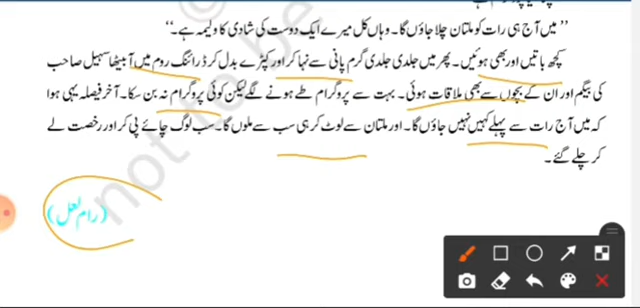 ” میں آج ہی رات کو ملتان چلا جاؤں گا۔ وہاں کل میرے ایک دوست کی شادی کا ولیمہ ہے۔“
کچھ باتیں اور بھی ہوئیں۔ پھر میں جلدی جلدی گرم پانی سے نہا کر اور کپڑے بدل کر ڈرائنگ روم میں آ بیٹھا سہیل صاحب
کی بیگم اور ان کے بچوں سے بھی ملاقات ہوئی۔ بہت سے پروگرام طے ہونے لگے لیکن کوئی پروگرام نہ بن سکا۔ آخر فیصلہ یہی ہوا
کہ میں آج رات سے پہلے کہیں نہیں جاؤں گا۔ اور ملتان سے لوٹ کر ہی سب سے ملوں گا۔ سب لوگ چائے پی کر اور رخصت لے
کر چلے گئے۔
(رام لعل)
not to be